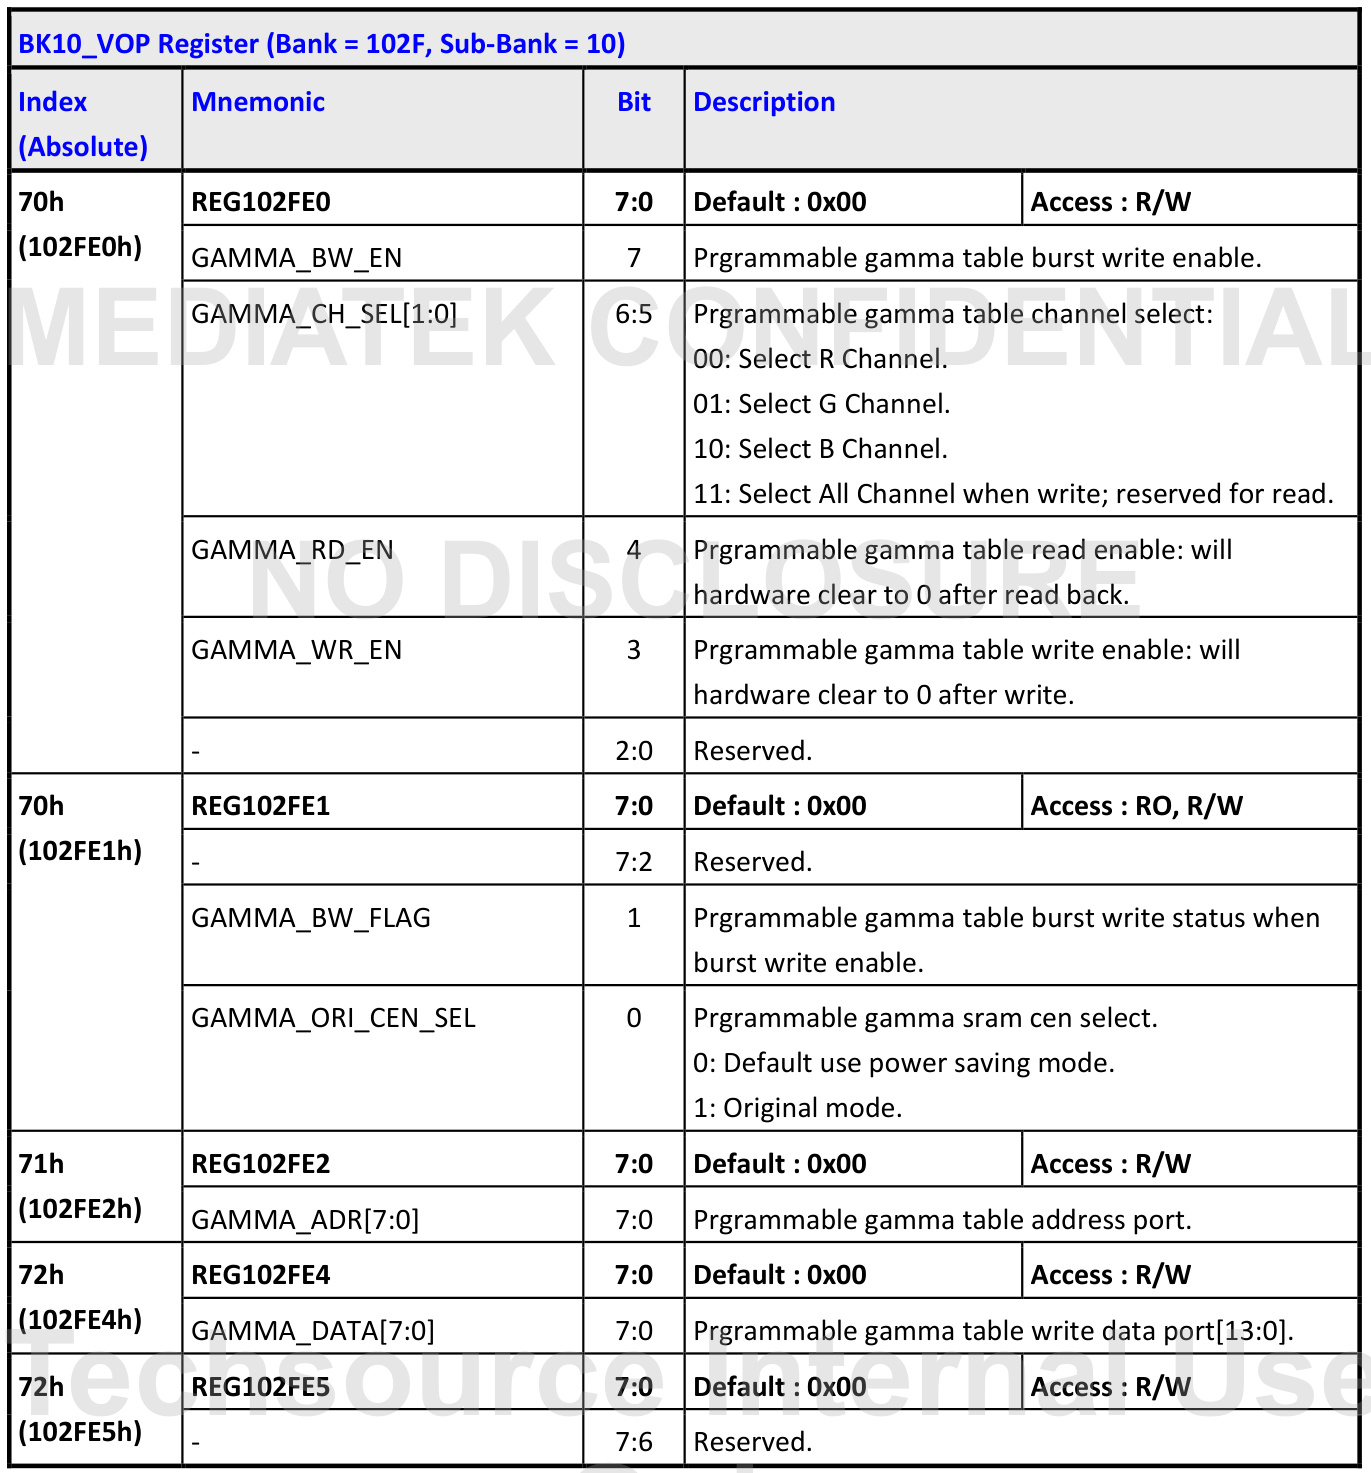 BK10_VOP Register (Bank = 102F, Sub-Bank = 10)
Index
(Absolute)
Mnemonic
Bit
Description
70h
(102FE0h)
REG102FE0
7:0
Default : 0x00
Access : R/W
GAMMA_BW_EN
7
Prgrammable gamma table burst write enable.
GAMMA_CH_SEL[1:0]
6:5
Prgrammable gamma table channel select:
00: Select R Channel.
01: Select G Channel.
10: Select B Channel.
11: Select All Channel when write; reserved for read.
MEDIATEK CONFIDENTIAL
GAMMA_RD_EN
4
Prgrammable gamma table read enable: will
hardware clear to 0 after read back.
NO DISCLOSURE
GAMMA_WR_EN
3
Prgrammable gamma table write enable: will
hardware clear to 0 after write.
-
2:0
Reserved.
70h
(102FE1h)
REG102FE1
7:0
Default : 0x00
Access : RO, R/W
-
7:2
Reserved.
GAMMA_BW_FLAG
1
Prgrammable gamma table burst write status when
burst write enable.
GAMMA_ORI_CEN_SEL
0
Prgrammable gamma sram cen select.
0: Default use power saving mode.
1: Original mode.
71h
(102FE2h)
REG102FE2
7:0
Default : 0x00
Access : R/W
GAMMA_ADR[7:0]
7:0
Prgrammable gamma table address port.
72h
(102FE4h)
REG102FE4
7:0
Default : 0x00
Access : R/W
GAMMA_DATA[7:0]
7:0
Prgrammable gamma table write data port[13:0].
Techsource Internal Use
72h
(102FE5h)
REG102FE5
7:0
Default : 0x00
Access : R/W
-
7:6
Reserved.